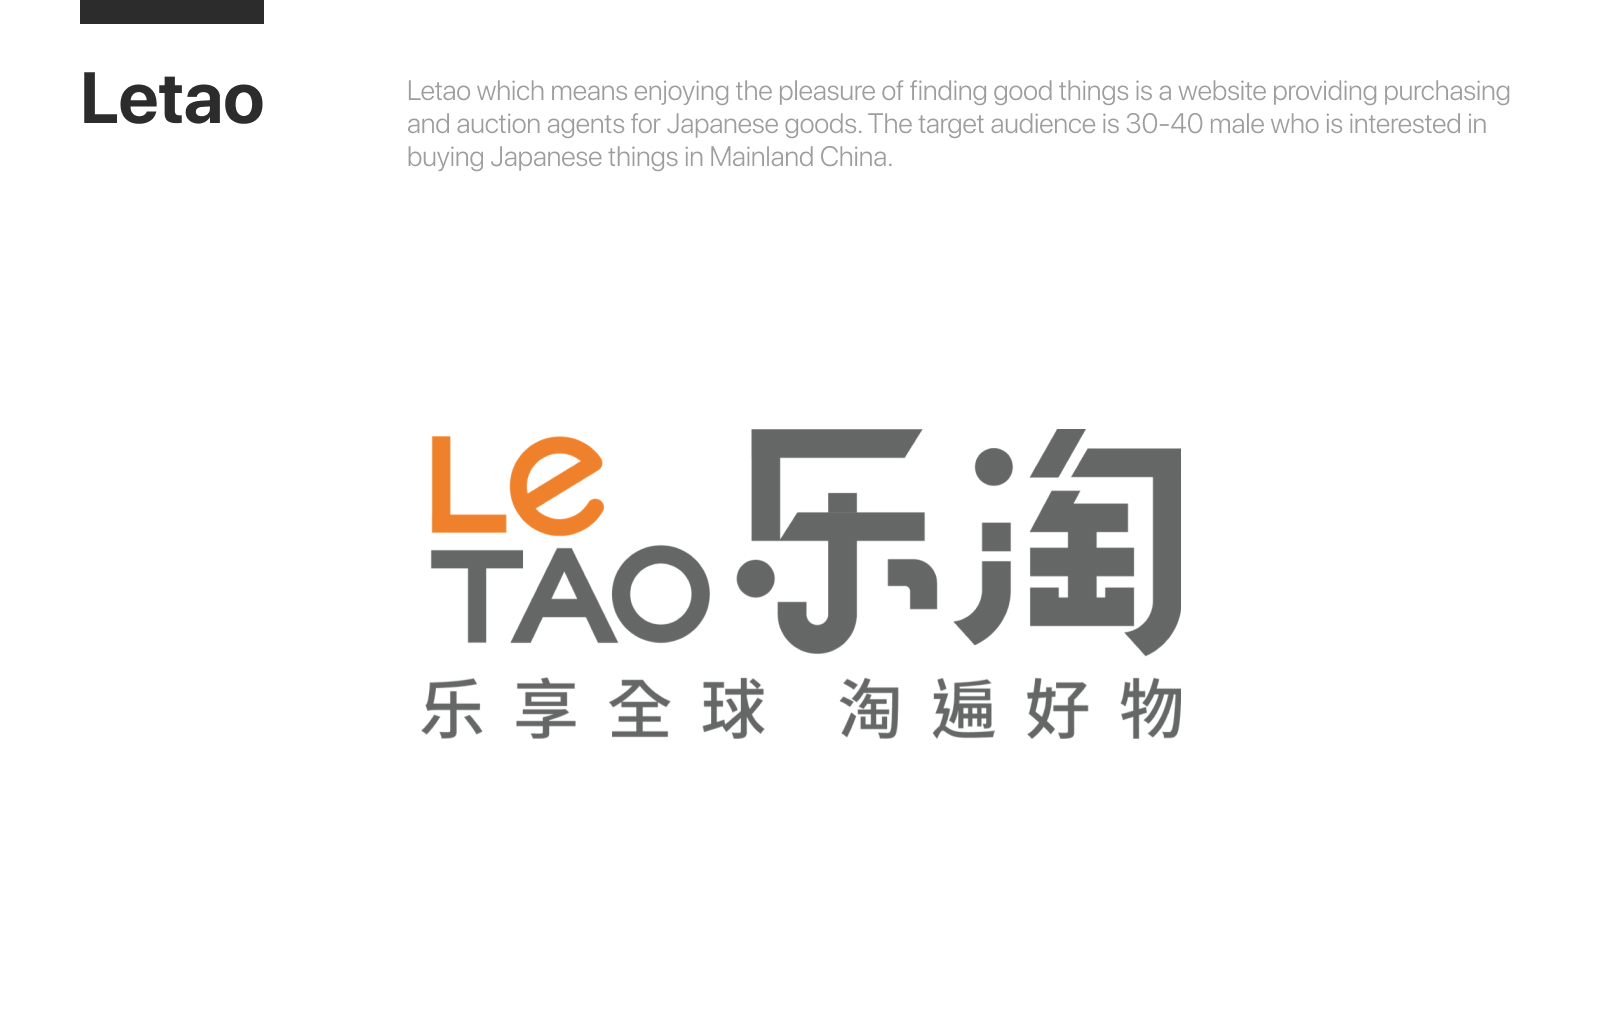 Letao
Letao which means enjoying the pleasure of finding good things is a website providing purchasing
and auction agents for Japanese goods. The target audience is 30-40 male who is interested in
buying Japanese things in Mainland China.
Le
TAO
乐淘
乐享全球 淘遍好物